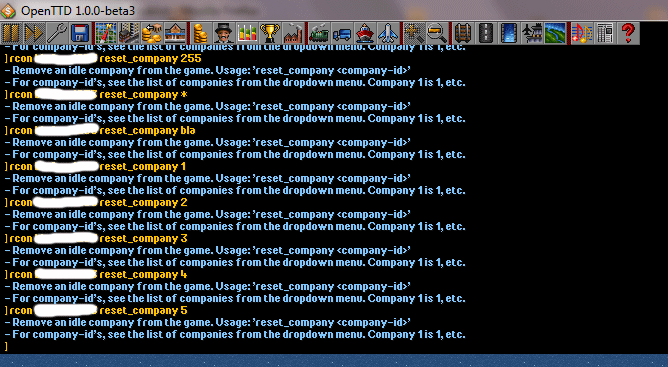 OpenTTD 1.0.0-beta3
- For company-id's, see the list of companies from the dropdown menu. Company 1 is 1, etc.
]rcon reset_company 255
- Remove an idle company from the game. Usage: 'reset_company <company-id>'
- For company-id's, see the list of companies from the dropdown menu. Company 1 is 1, etc.
]rcon reset_company *
- Remove an idle company from the game. Usage: 'reset_company <company-id>'
- For company-id's, see the list of companies from the dropdown menu. Company 1 is 1, etc.
]rcon reset_company bla
- Remove an idle company from the game. Usage: 'reset_company <company-id>'
- For company-id's, see the list of companies from the dropdown menu. Company 1 is 1, etc.
]rcon reset_company 1
- Remove an idle company from the game. Usage: 'reset_company <company-id>'
- For company-id's, see the list of companies from the dropdown menu. Company 1 is 1, etc.
]rcon reset_company 2
- Remove an idle company from the game. Usage: 'reset_company <company-id>'
- For company-id's, see the list of companies from the dropdown menu. Company 1 is 1, etc.
]rcon reset_company 3
- Remove an idle company from the game. Usage: 'reset_company <company-id>'
- For company-id's, see the list of companies from the dropdown menu. Company 1 is 1, etc.
]rcon reset_company 4
- Remove an idle company from the game. Usage: 'reset_company <company-id>'
- For company-id's, see the list of companies from the dropdown menu. Company 1 is 1, etc.
]rcon reset_company 5
- Remove an idle company from the game. Usage: 'reset_company <company-id>'
- For company-id's, see the list of companies from the dropdown menu. Company 1 is 1, etc.
]